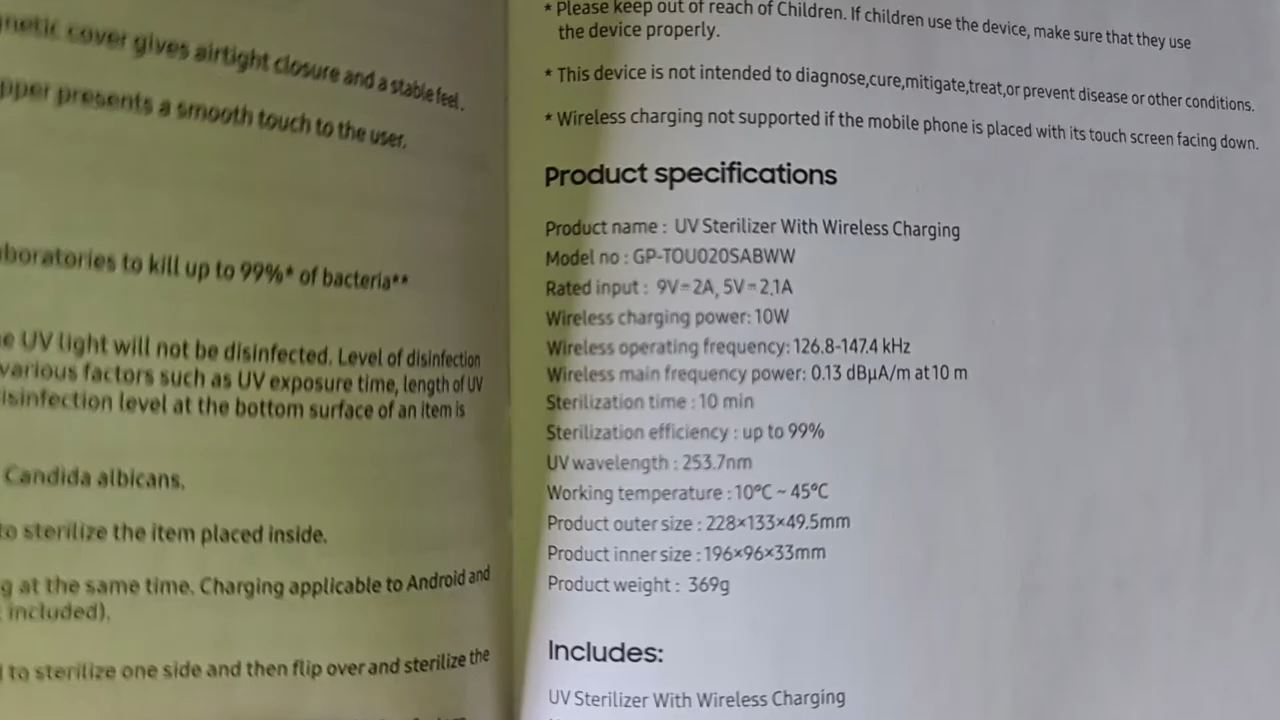 cover gives airtight closure and a stable feel.
presents a smooth touch to the user.
to kill up to 99%* of bacteria**
UV light will not be disinfected. Level of disinfection
various factors such as UV exposure time, length of UV
level at the bottom surface of an item is
Candida albicans.
to sterilize the item placed inside.
at the same time. Charging applicable to Android and
included).
to sterilize one side and then flip over and sterilize the
* Please keep out of reach of Children. If children use the device, make sure that they use
the device properly.
* This device is not intended to diagnose,cure,mitigate,treat,or prevent disease or other conditions.
* Wireless charging not supported if the mobile phone is placed with its touch screen facing down.
Product specifications
Product name : UV Sterilizer With Wireless Charging
Model no : GP-TOU020SABWW
Rated input : 9V⎓2A, 5V⎓2.1A
Wireless charging power: 10W
Wireless operating frequency: 126.8-147.4 kHz
Wireless main frequency power: 0.13 dBµA/m at 10 m
Sterilization time : 10 min
Sterilization efficiency : up to 99%
UV wavelength : 253.7nm
Working temperature : 10°C ~ 45°C
Product outer size : 228×133×49.5mm
Product inner size : 196×96×33mm
Product weight : 369g
Includes:
UV Sterilizer With Wireless Charging